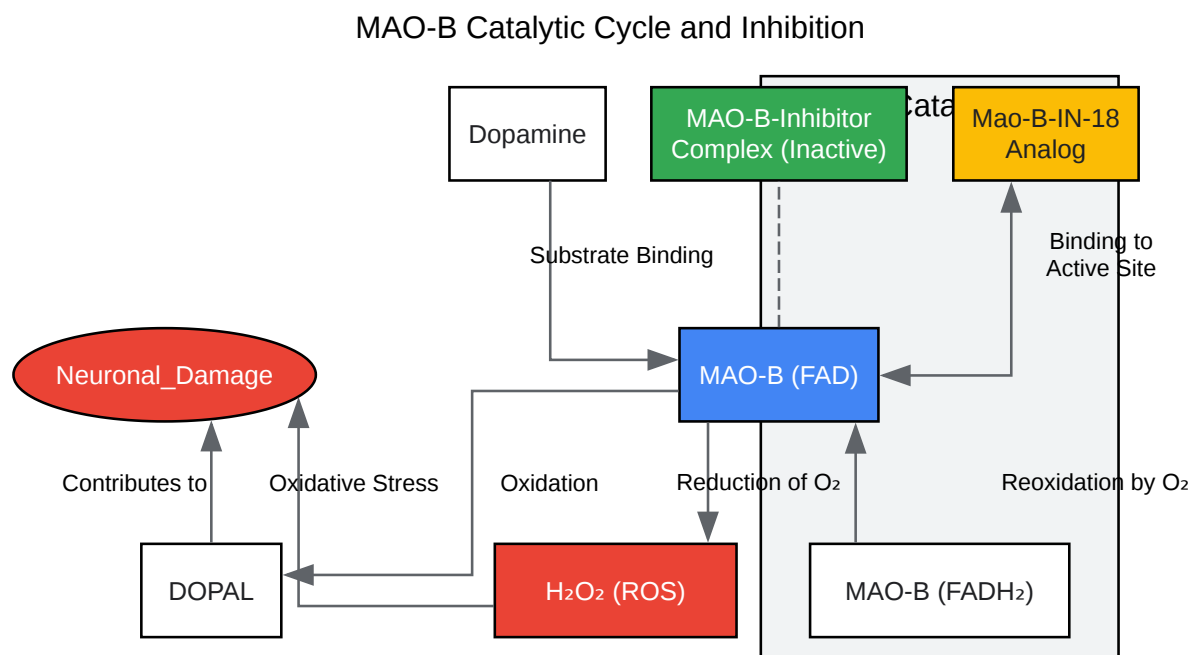 MAO-B Catalytic Cycle and Inhibition
Dopamine
MAO-B-Inhibitor
Complex (Inactive)
Mao-B-IN-18
Analog
Substrate Binding
Binding to
Active Site
Neuronal_Damage
MAO-B (FAD)
Contributes to
Oxidative Stress
Oxidation
Reduction of O₂
Reoxidation by O₂
DOPAL
H₂O₂ (ROS)
MAO-B (FADH₂)